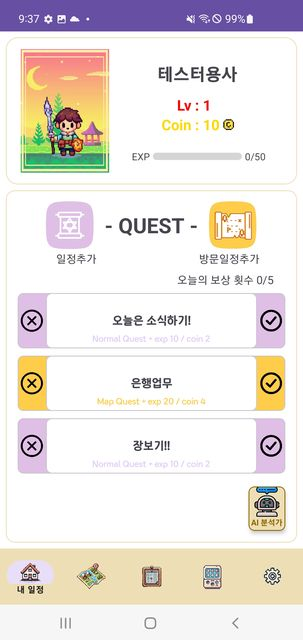 9:37
99%
테스터용사
Lv : 1
Coin : 10
EXP 0/50
- QUEST -
일정추가
방문일정추가
오늘의 보상 횟수 0/5
오늘은 소식하기!
Normal Quest - exp 10 / coin 2
은행업무
Map Quest - exp 20 / coin 4
장보기!!
Normal Quest - exp 10 / coin 2
AI 분석가
내 일정